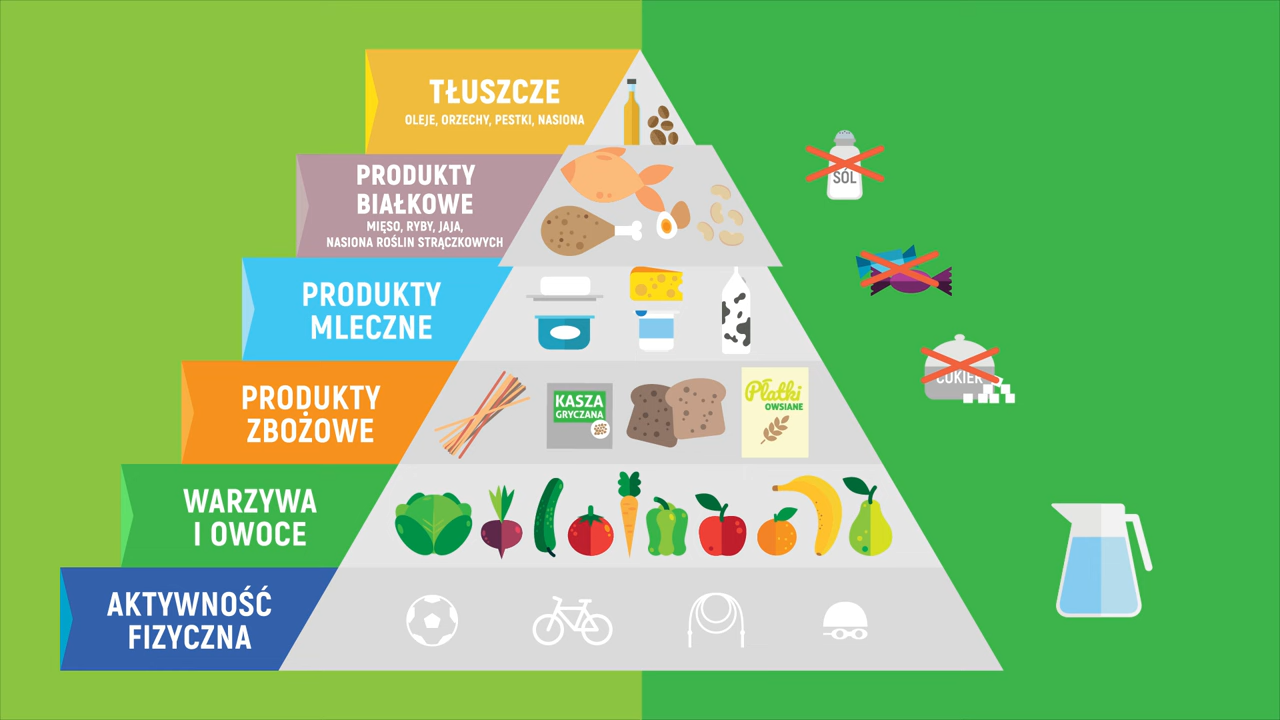 TŁUSZCZE
OLEJE, ORZECHY, PESTKI, NASIONA
PRODUKTY
BIAŁKOWE
MIĘSO, RYBY, JAJA,
NASIONA ROŚLIN STRĄCZKOWYCH
PRODUKTY
MLECZNE
PRODUKTY
ZBOŻOWE
WARZYWA
I OWOCE
AKTYWNOŚĆ
FIZYCZNA
KASZA
GRYCZANA
Płatki
OWSIANE
SÓL
CUKIER